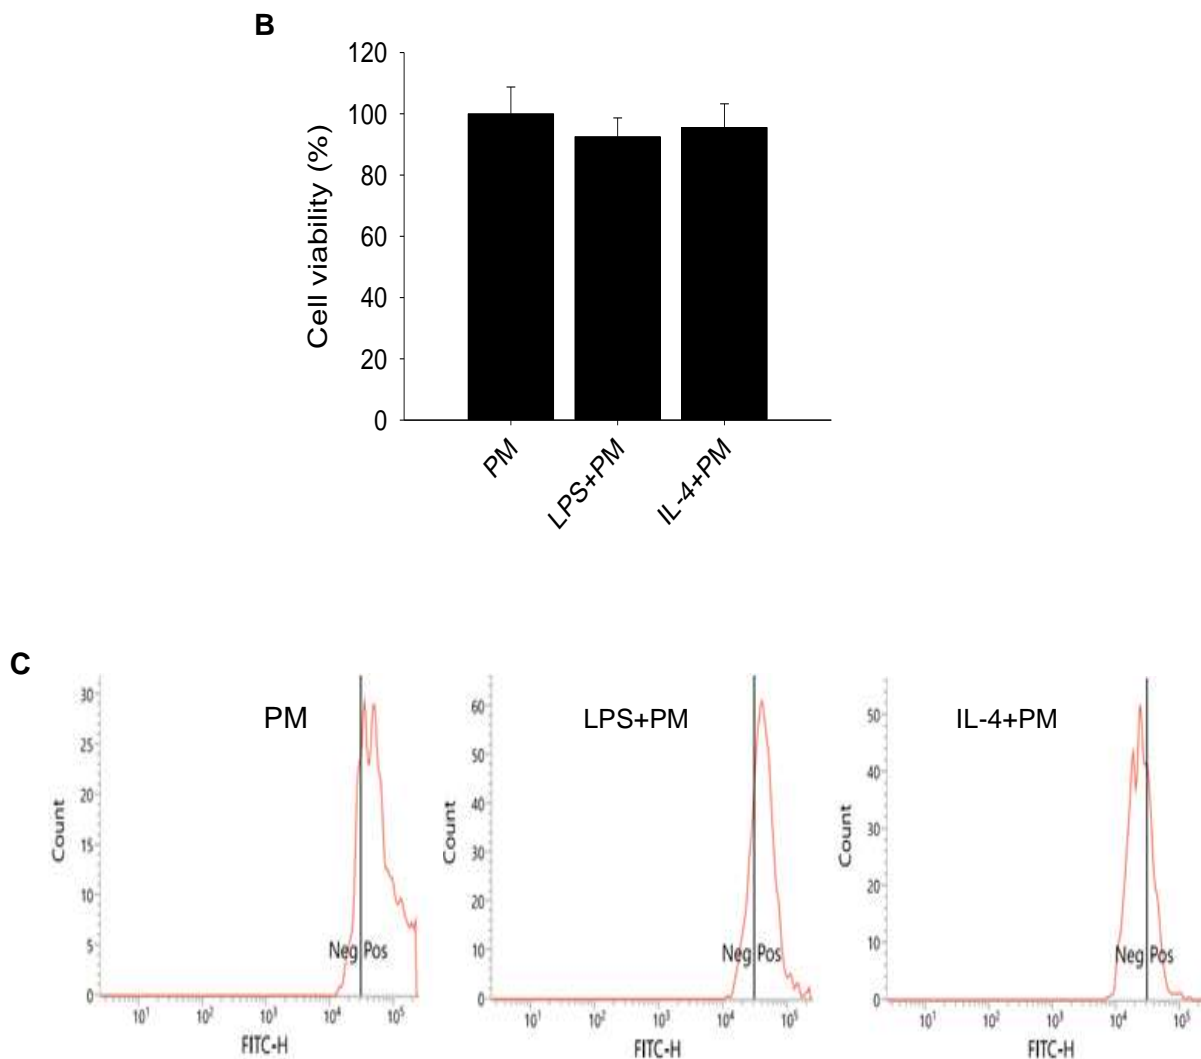 B
120
100
80
60
40
20
0
Cell viability (%)
PM
LPS+PM
IL-4+PM
C
PM
30
25
20
15
10
5
0
Count
Neg Pos
10¹ 10² 10³ 10⁴ 10⁵
FITC-H
LPS+PM
60
50
40
30
20
10
0
Count
Neg Pos
10¹ 10² 10³ 10⁴ 10⁵
FITC-H
IL-4+PM
50
40
30
20
10
0
Count
Neg Pos
10¹ 10² 10³ 10⁴ 10⁵
FITC-H